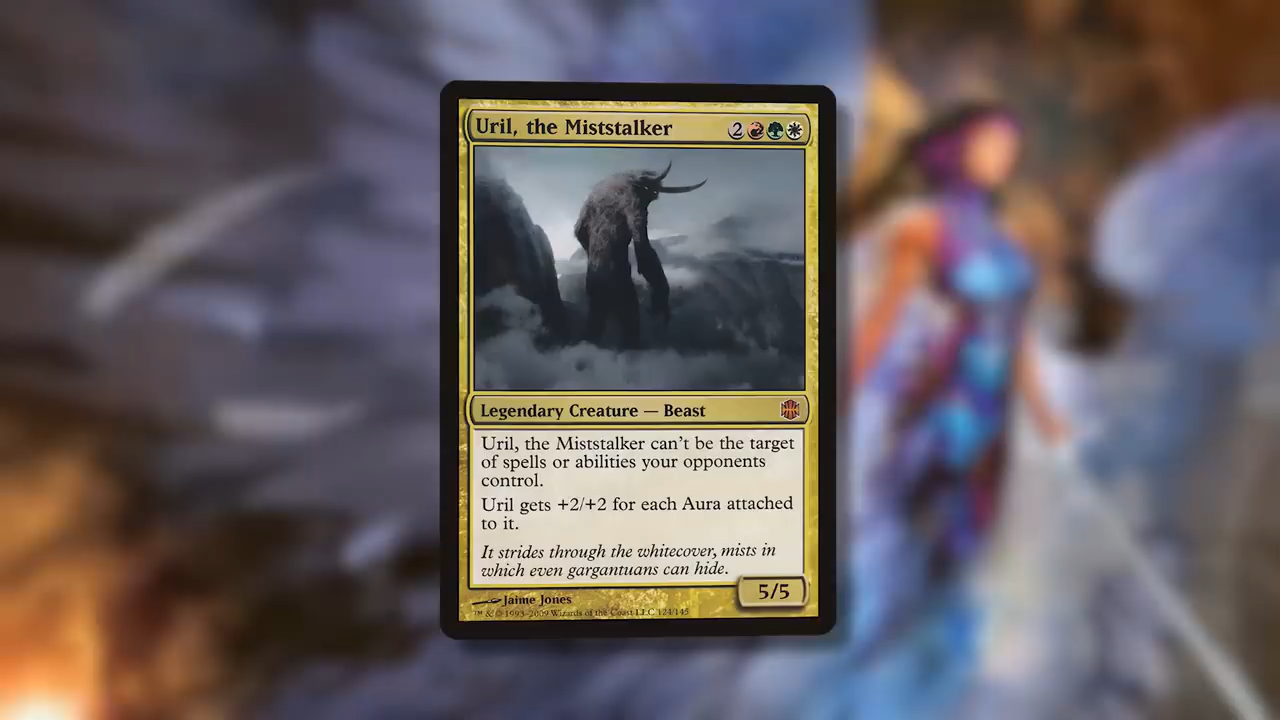 Uril, the Miststalker 2
Legendary Creature — Beast
Uril, the Miststalker can't be the target
of spells or abilities your opponents
control.
Uril gets +2/+2 for each Aura attached
to it.
It strides through the whitecover, mists in
which even gargantuans can hide.
5/5
Jaime Jones
™ & © 1993–2009 Wizards of the Coast LLC 124/145